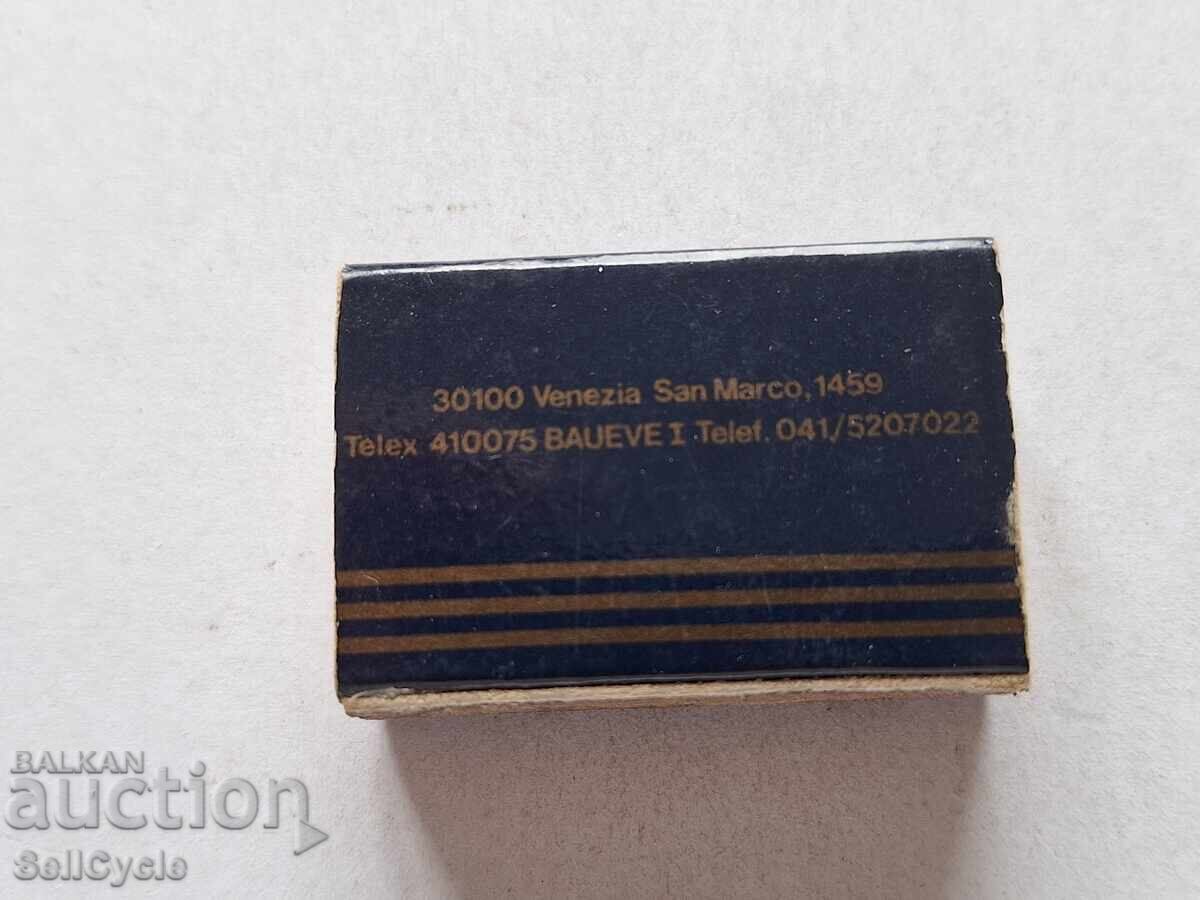 30100 Venezia San Marco, 1459
Telex 410075 BAUEVE I Telef. 041/5207022
BALKAN
auction
SellCycle